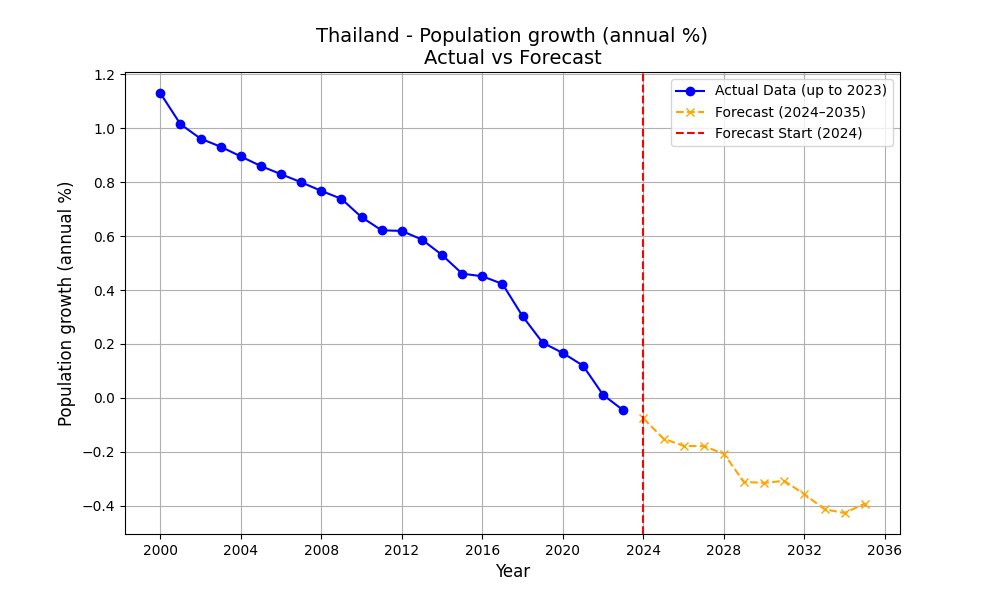 Thailand - Population growth (annual %)
Actual vs Forecast
Actual Data (up to 2023)
Forecast (2024–2035)
Forecast Start (2024)
Population growth (annual %)
1.2
1.0
0.8
0.6
0.4
0.2
0.0
−0.2
−0.4
2000 2004 2008 2012 2016 2020 2024 2028 2032 2036
Year